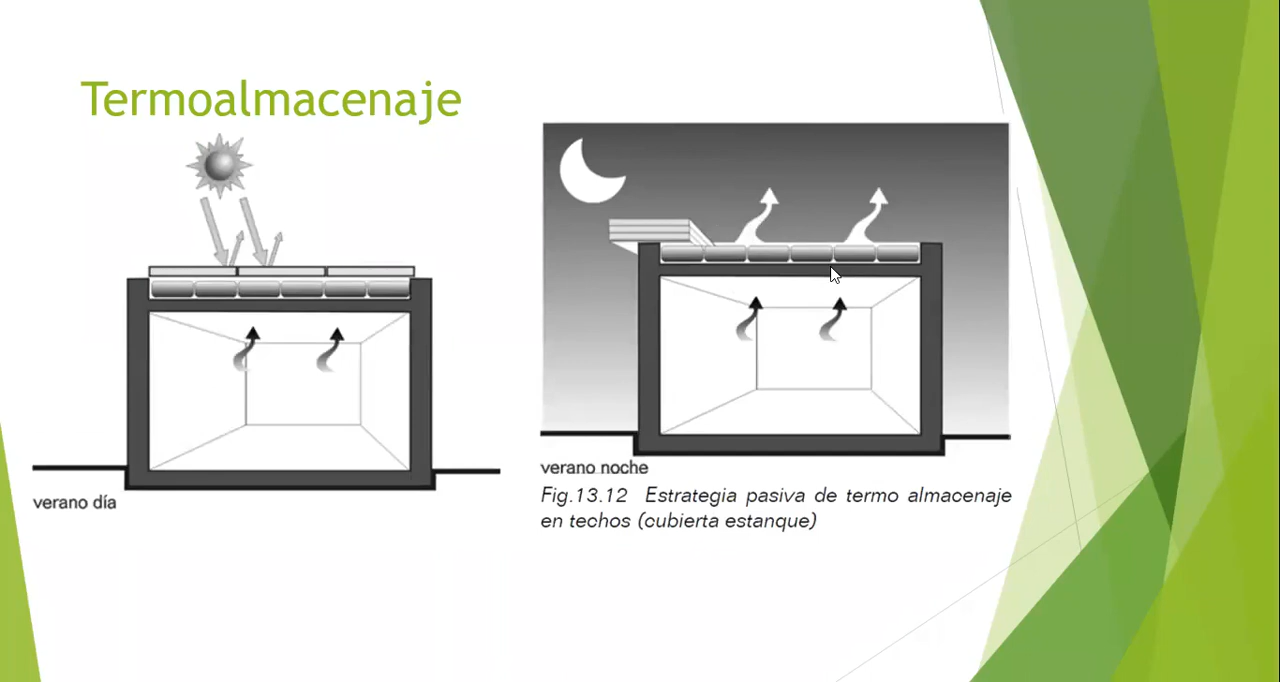 Termoalmacenaje
verano día
verano noche
Fig.13.12 Estrategia pasiva de termo almacenaje
en techos (cubierta estanque)